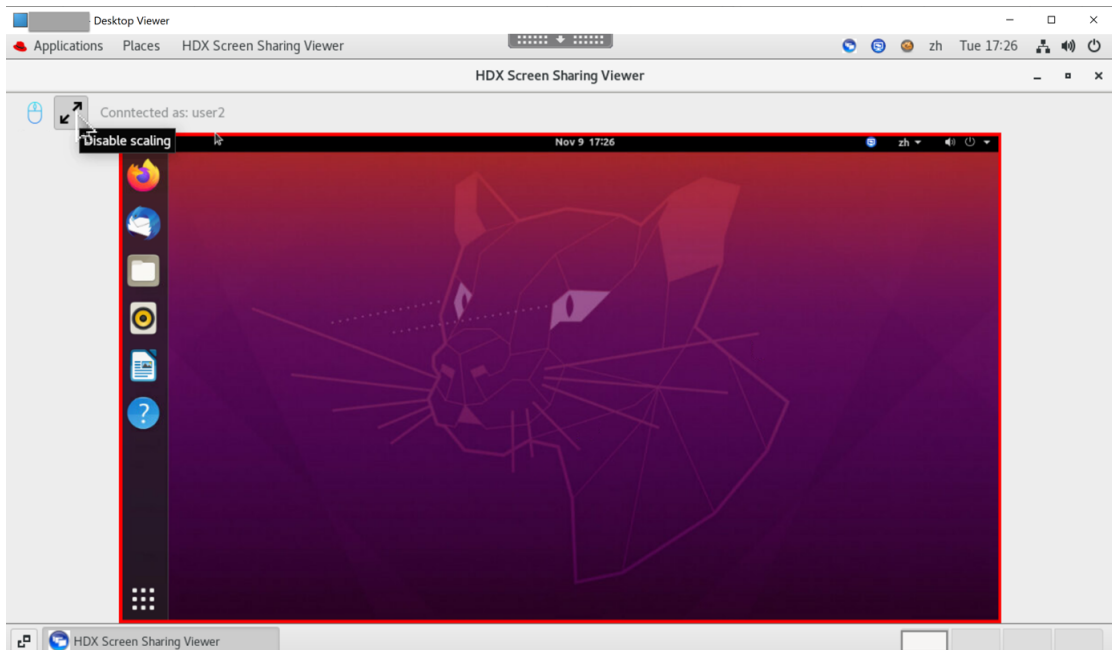 Desktop Viewer
Applications Places HDX Screen Sharing Viewer zh Tue 17:26
HDX Screen Sharing Viewer
Conntected as: user2
Disable scaling
Nov 9 17:26
zh
?
HDX Screen Sharing Viewer